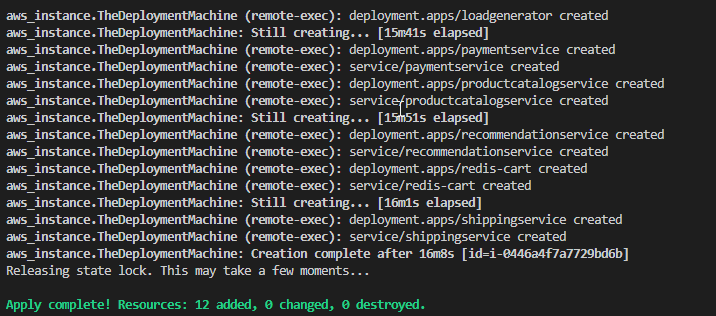 aws_instance.TheDeploymentMachine (remote-exec): deployment.apps/loadgenerator created
aws_instance.TheDeploymentMachine: Still creating... [15m41s elapsed]
aws_instance.TheDeploymentMachine (remote-exec): deployment.apps/paymentservice created
aws_instance.TheDeploymentMachine (remote-exec): service/paymentservice created
aws_instance.TheDeploymentMachine (remote-exec): deployment.apps/productcatalogservice created
aws_instance.TheDeploymentMachine (remote-exec): service/productcatalogservice created
aws_instance.TheDeploymentMachine: Still creating... [15m51s elapsed]
aws_instance.TheDeploymentMachine (remote-exec): deployment.apps/recommendationservice created
aws_instance.TheDeploymentMachine (remote-exec): service/recommendationservice created
aws_instance.TheDeploymentMachine (remote-exec): deployment.apps/redis-cart created
aws_instance.TheDeploymentMachine (remote-exec): service/redis-cart created
aws_instance.TheDeploymentMachine: Still creating... [16m1s elapsed]
aws_instance.TheDeploymentMachine (remote-exec): deployment.apps/shippingservice created
aws_instance.TheDeploymentMachine (remote-exec): service/shippingservice created
aws_instance.TheDeploymentMachine: Creation complete after 16m8s [id=i-0446a4f7a7729bd6b]
Releasing state lock. This may take a few moments...
Apply complete! Resources: 12 added, 0 changed, 0 destroyed.